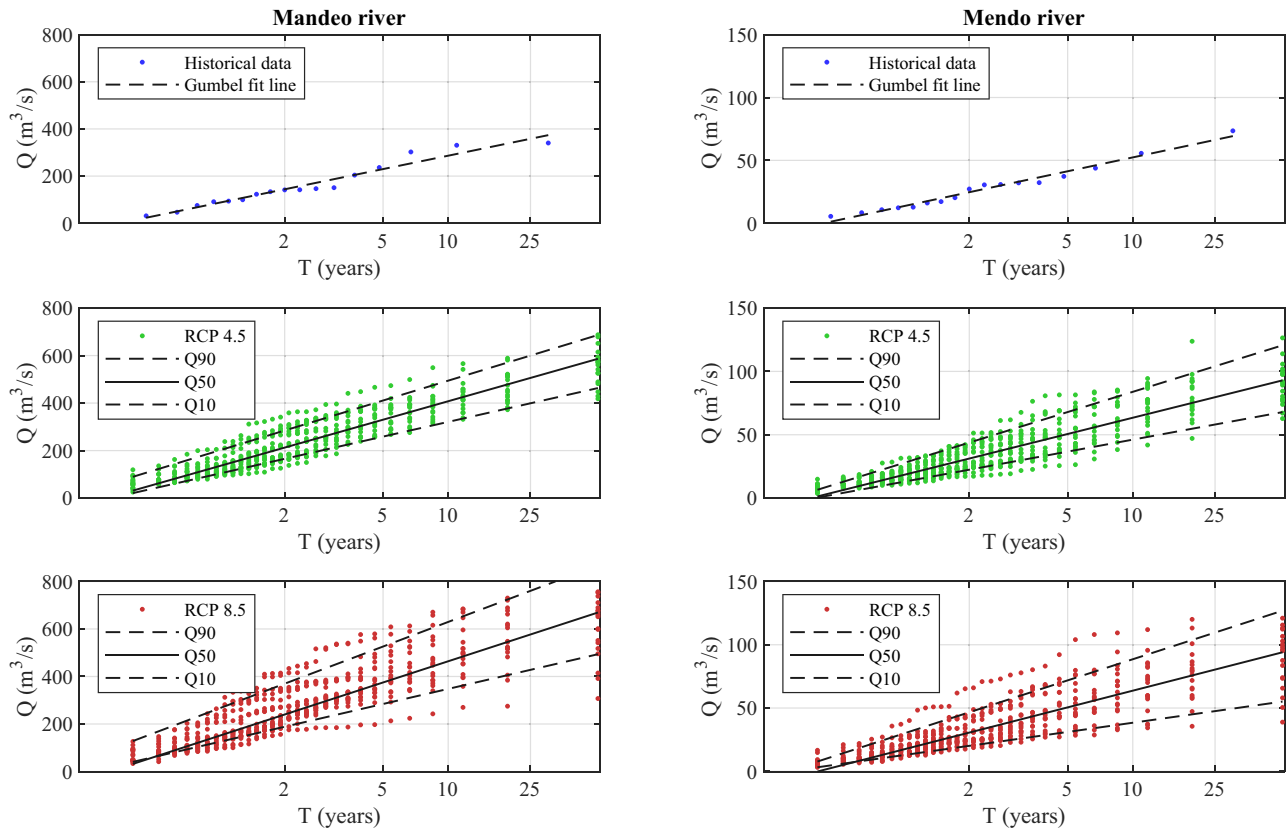 Mandeo river
Mendo river
800
600
400
200
0
Q (m³/s)
Historical data
Gumbel fit line
2
5
10
25
T (years)
150
100
50
0
Q (m³/s)
Historical data
Gumbel fit line
2
5
10
25
T (years)
800
600
400
200
0
Q (m³/s)
RCP 4.5
Q90
Q50
Q10
2
5
10
25
T (years)
150
100
50
0
Q (m³/s)
RCP 4.5
Q90
Q50
Q10
2
5
10
25
T (years)
800
600
400
200
0
Q (m³/s)
RCP 8.5
Q90
Q50
Q10
2
5
10
25
T (years)
150
100
50
0
Q (m³/s)
RCP 8.5
Q90
Q50
Q10
2
5
10
25
T (years)